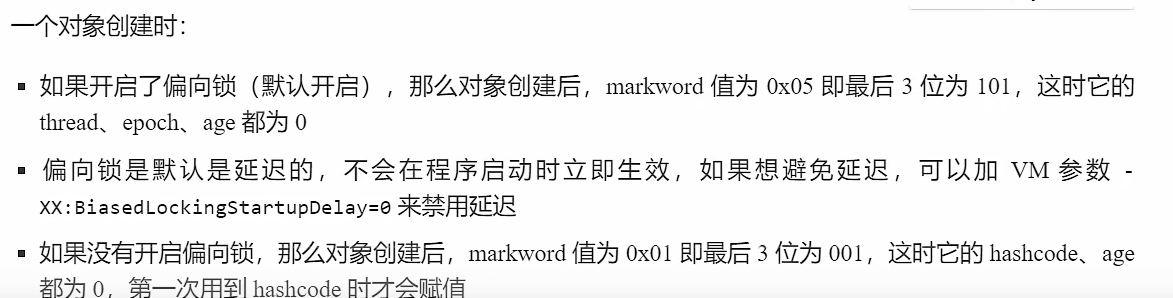 一个对象创建时：
▪ 如果开启了偏向锁（默认开启），那么对象创建后，markword 值为 0x05 即最后 3 位为 101，这时它的
thread、epoch、age 都为 0
▪ 偏向锁是默认是延迟的，不会在程序启动时立即生效，如果想避免延迟，可以加 VM 参数 -
XX:BiasedLockingStartupDelay=0 来禁用延迟
▪ 如果没有开启偏向锁，那么对象创建后，markword 值为 0x01 即最后 3 位为 001，这时它的 hashcode、age
都为 0，第一次用到 hashcode 时才会赋值